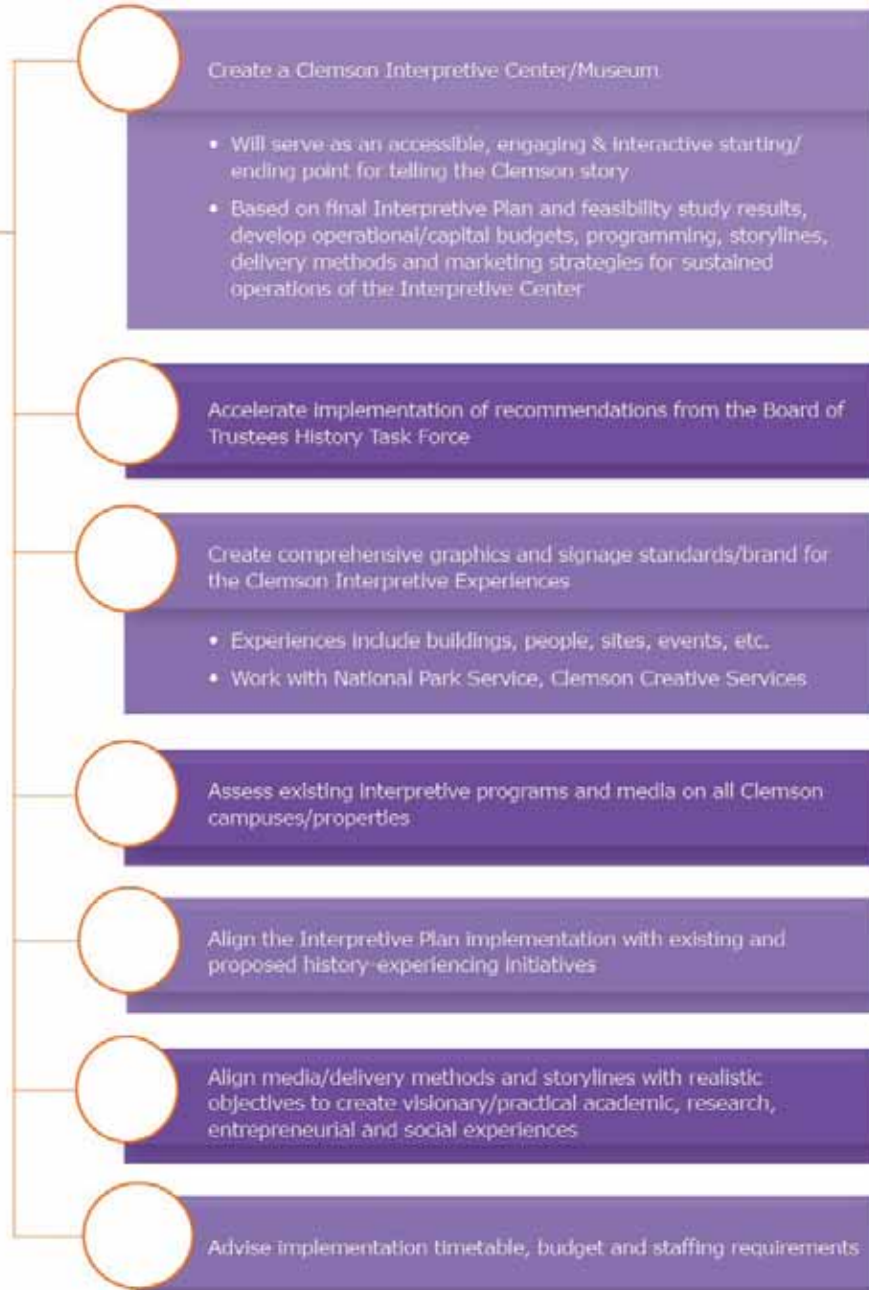 Create a Clemson Interpretive Center/Museum
• Will serve as an accessible, engaging & interactive starting/
ending point for telling the Clemson story
• Based on final Interpretive Plan and feasibility study results,
develop operational/capital budgets, programming, storylines,
delivery methods and marketing strategies for sustained
operations of the Interpretive Center
Accelerate implementation of recommendations from the Board of
Trustees History Task Force
Create comprehensive graphics and signage standards/brand for
the Clemson Interpretive Experiences
• Experiences include buildings, people, sites, events, etc.
• Work with National Park Service, Clemson Creative Services
Assess existing interpretive programs and media on all Clemson
campuses/properties
Align the Interpretive Plan implementation with existing and
proposed history-experiencing initiatives
Align media/delivery methods and storylines with realistic
objectives to create visionary/practical academic, research,
entrepreneurial and social experiences
Advise implementation timetable, budget and staffing requirements